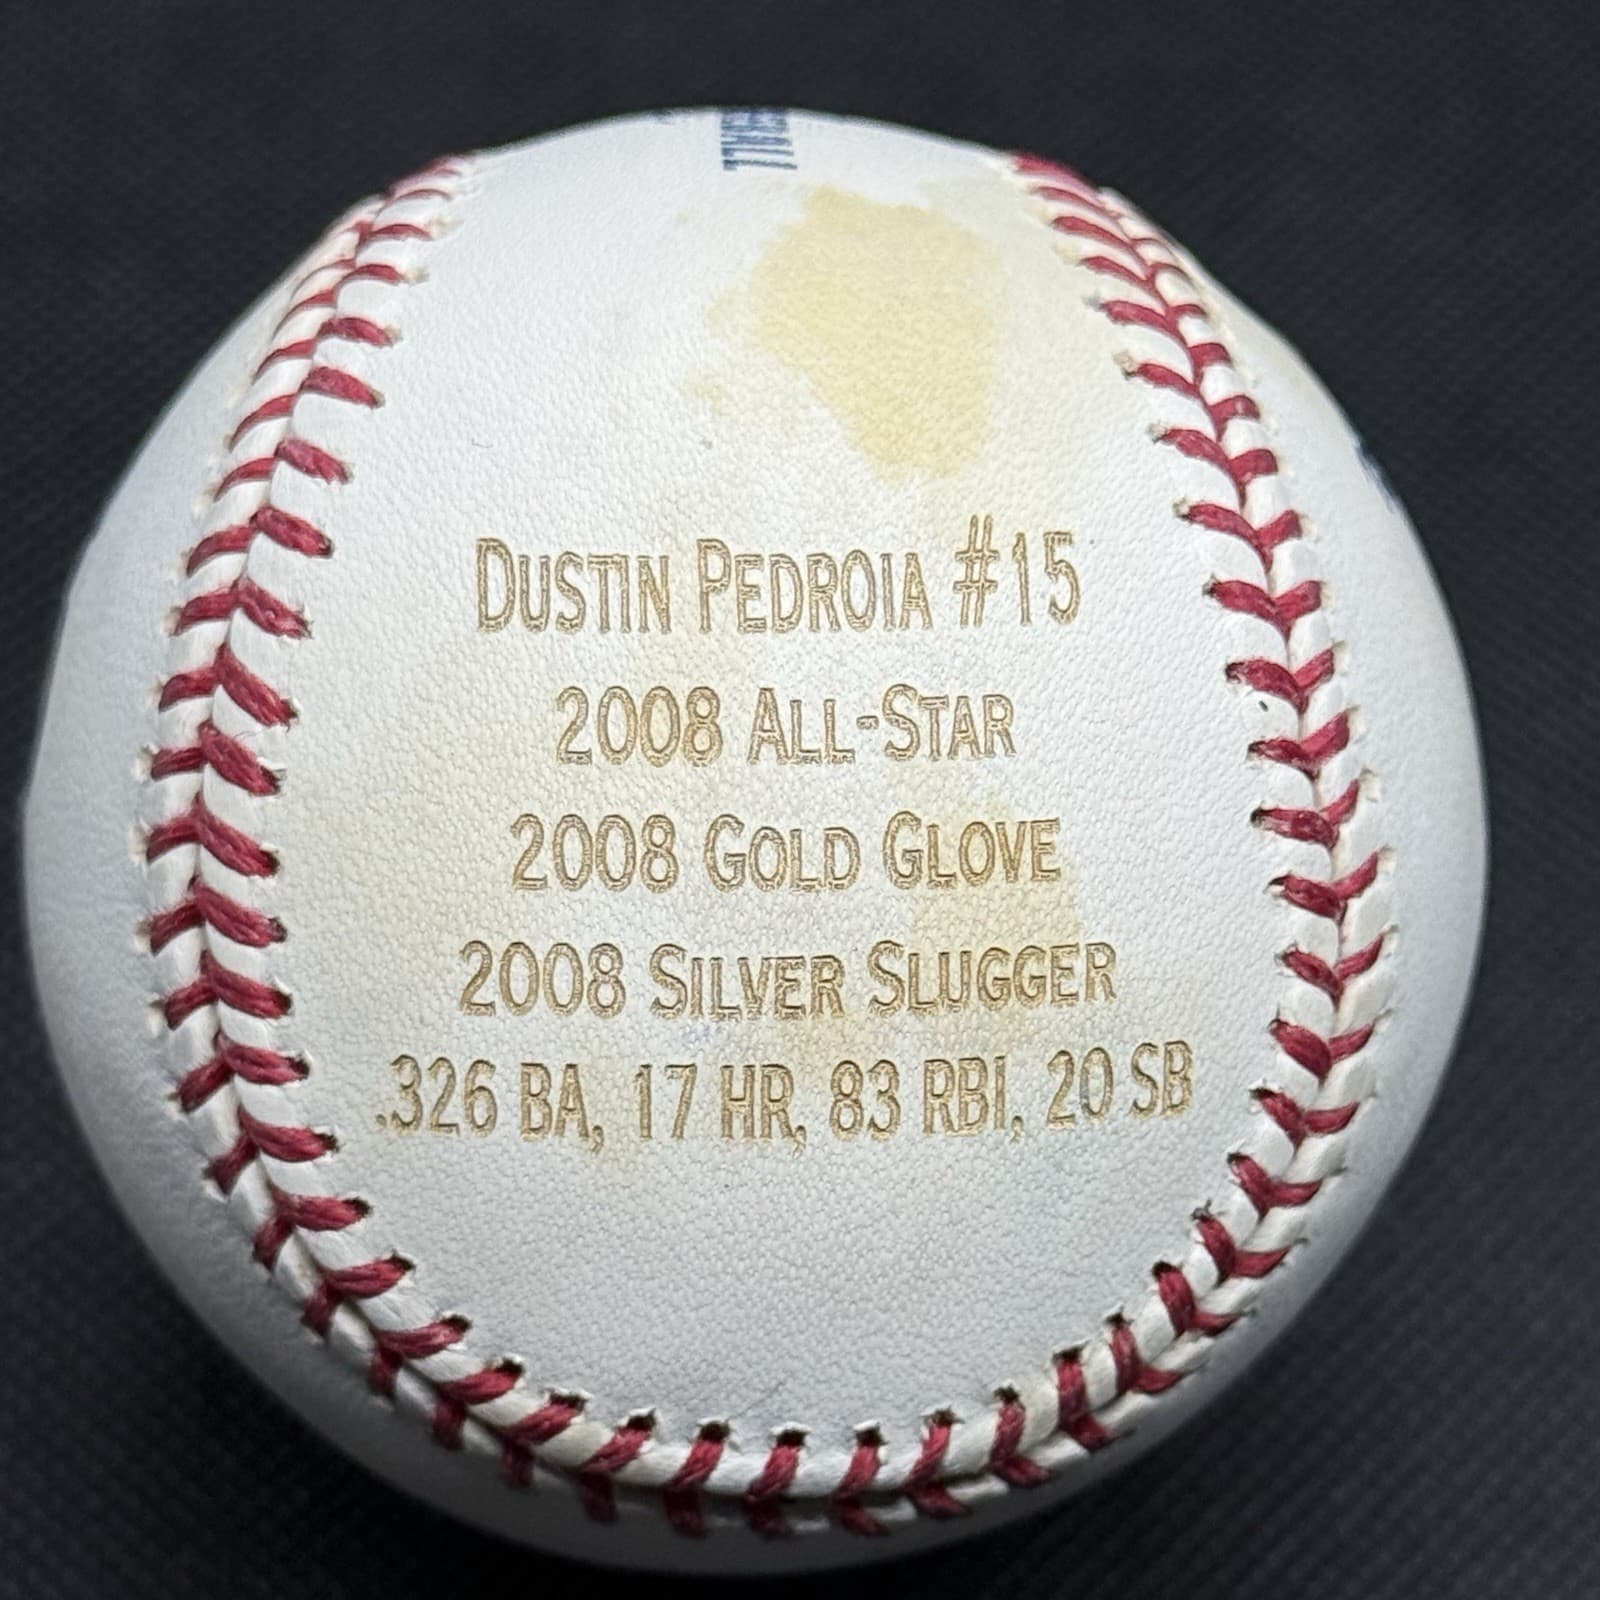 DUSTIN PEDROIA #15
2008 ALL-STAR
2008 GOLD GLOVE
2008 SILVER SLUGGER
.326 BA, 17 HR, 83 RBI, 20 SB